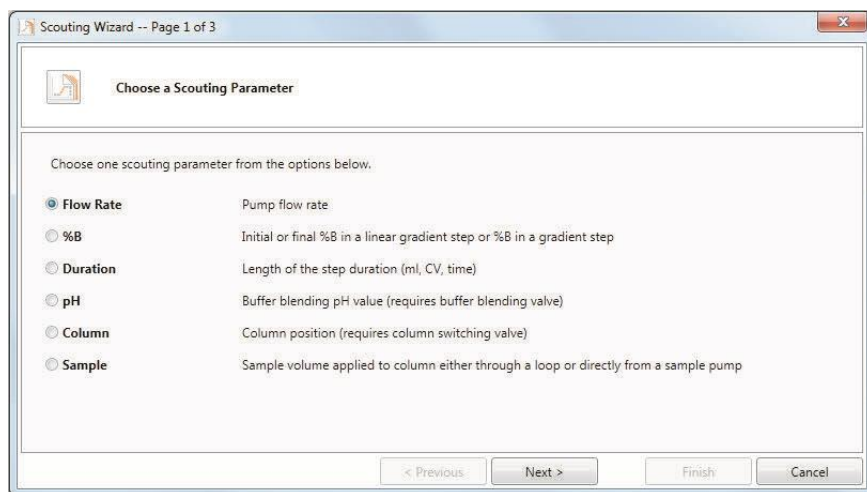 Scouting Wizard -- Page 1 of 3
Choose a Scouting Parameter
Choose one scouting parameter from the options below.
Flow Rate Pump flow rate
%B Initial or final %B in a linear gradient step or %B in a gradient step
Duration Length of the step duration (ml, CV, time)
pH Buffer blending pH value (requires buffer blending valve)
Column Column position (requires column switching valve)
Sample Sample volume applied to column either through a loop or directly from a sample pump
< Previous Next > Finish Cancel